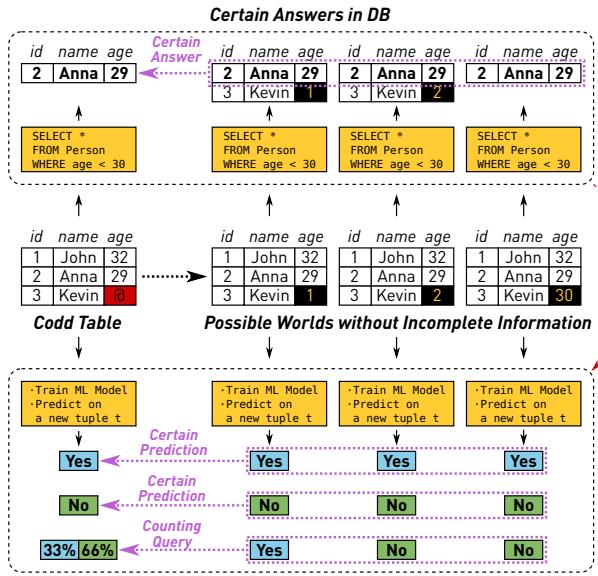 Certain Answers in DB
id name age
2 Anna 29
Certain
Answer
id name age
2 Anna 29
3 Kevin 1
id name age
2 Anna 29
3 Kevin 2
id name age
2 Anna 29
SELECT *
FROM Person
WHERE age < 30
SELECT *
FROM Person
WHERE age < 30
SELECT *
FROM Person
WHERE age < 30
SELECT *
FROM Person
WHERE age < 30
id name age
1 John 32
2 Anna 29
3 Kevin @
id name age
1 John 32
2 Anna 29
3 Kevin 1
id name age
1 John 32
2 Anna 29
3 Kevin 2
id name age
1 John 32
2 Anna 29
3 Kevin 30
Codd Table
Possible Worlds without Incomplete Information
·Train ML Model
·Predict on
a new tuple t
·Train ML Model
·Predict on
a new tuple t
·Train ML Model
·Predict on
a new tuple t
·Train ML Model
·Predict on
a new tuple t
Certain
Prediction
Yes Yes Yes Yes
Certain
Prediction
No No No No
Counting
Query
33% 66% Yes No No